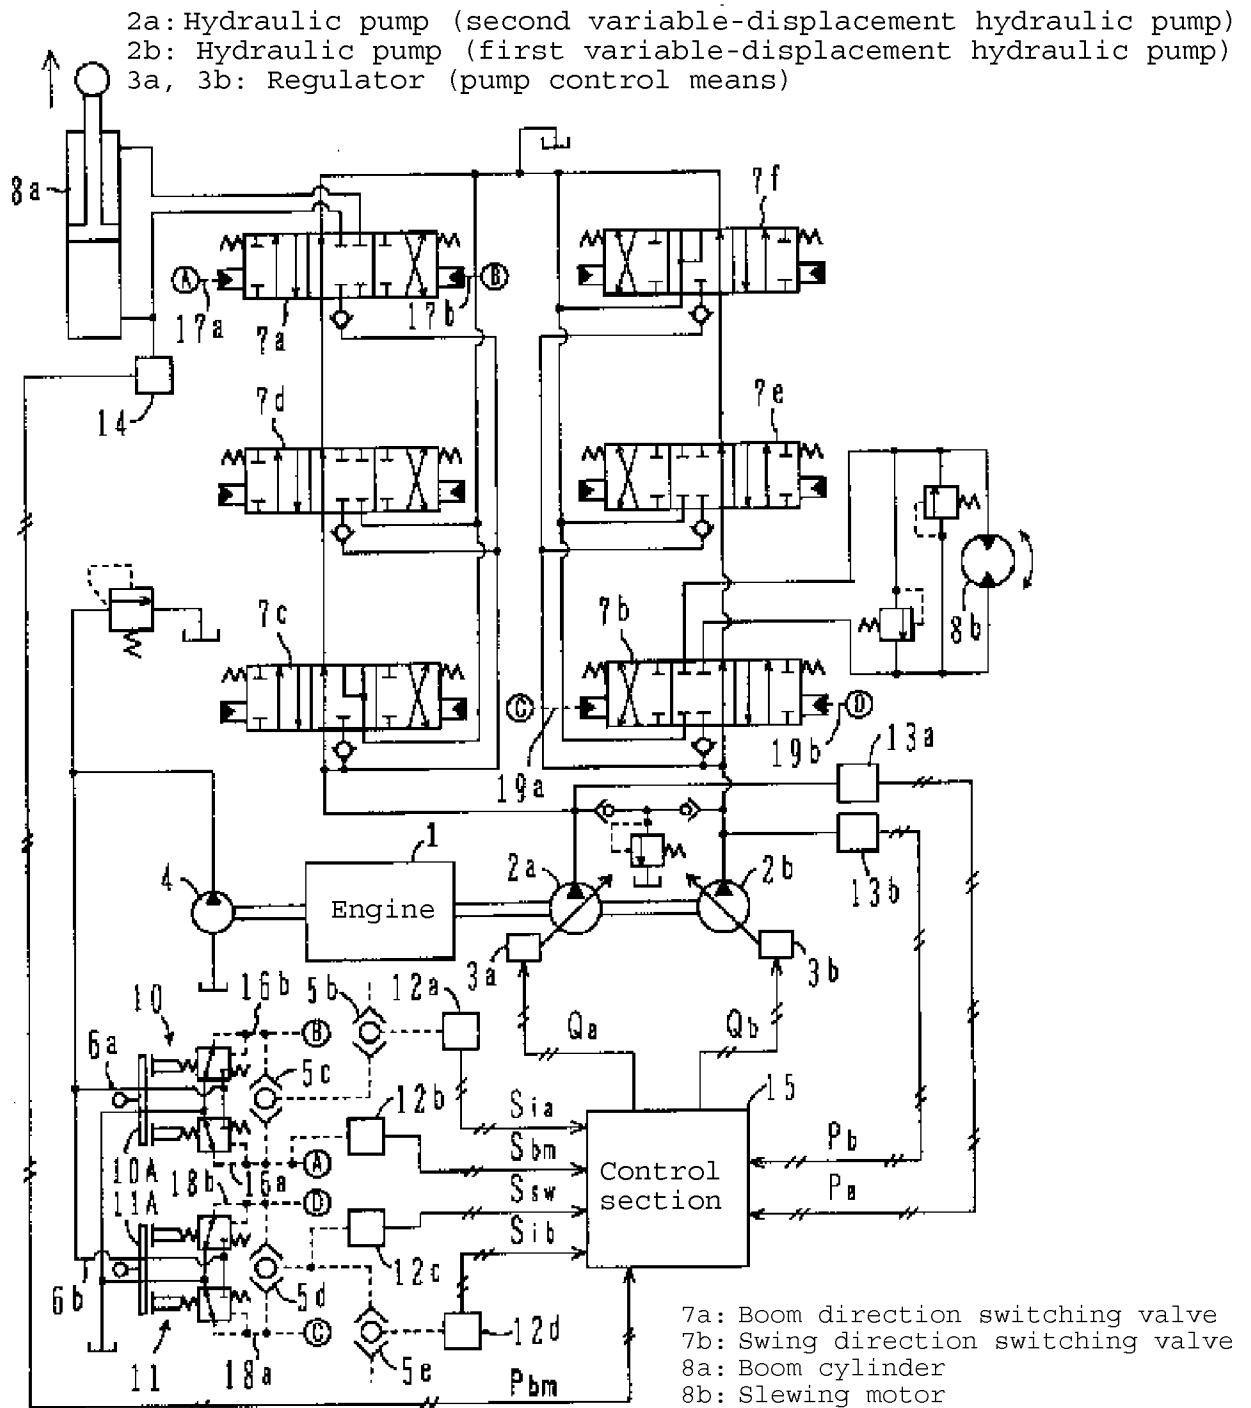 2a: Hydraulic pump (second variable-displacement hydraulic pump)
2b: Hydraulic pump (first variable-displacement hydraulic pump)
3a, 3b: Regulator (pump control means)
8a
7f
A
B
17a
7a
17b
14
7d
7e
7c
7b
8b
C
D
19a
19b
13a
13b
4
1
Engine
2a
2b
3a
3b
10
16b
5b
12a
Qa
Qb
6a
B
5c
12b
Sia
15
Sbm
Pb
10A
18b
16a
A
11A
D
Ssw
Control
section
Pa
Sib
6b
5d
12c
11
18a
C
5e
12d
Pbm
7a: Boom direction switching valve
7b: Swing direction switching valve
8a: Boom cylinder
8b: Slewing motor